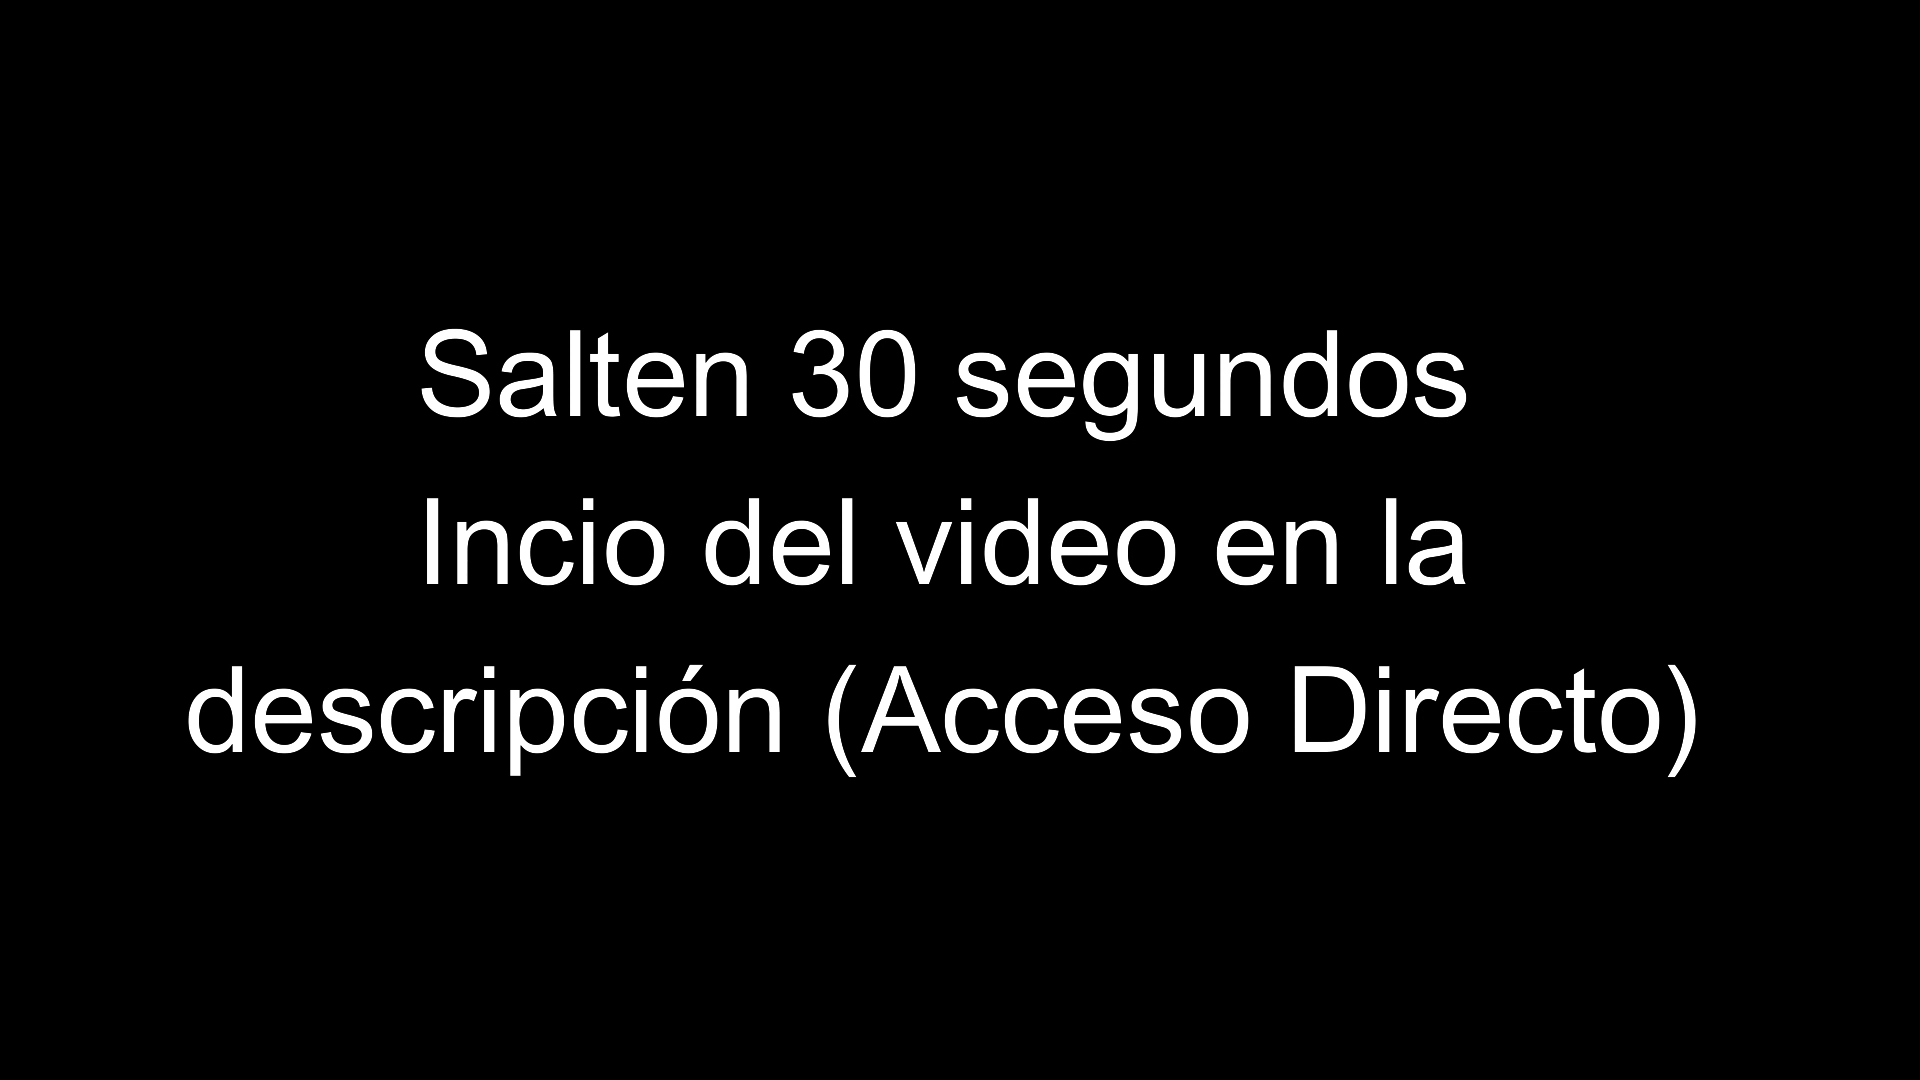 Salten 30 segundos
Incio del video en la
descripción (Acceso Directo)